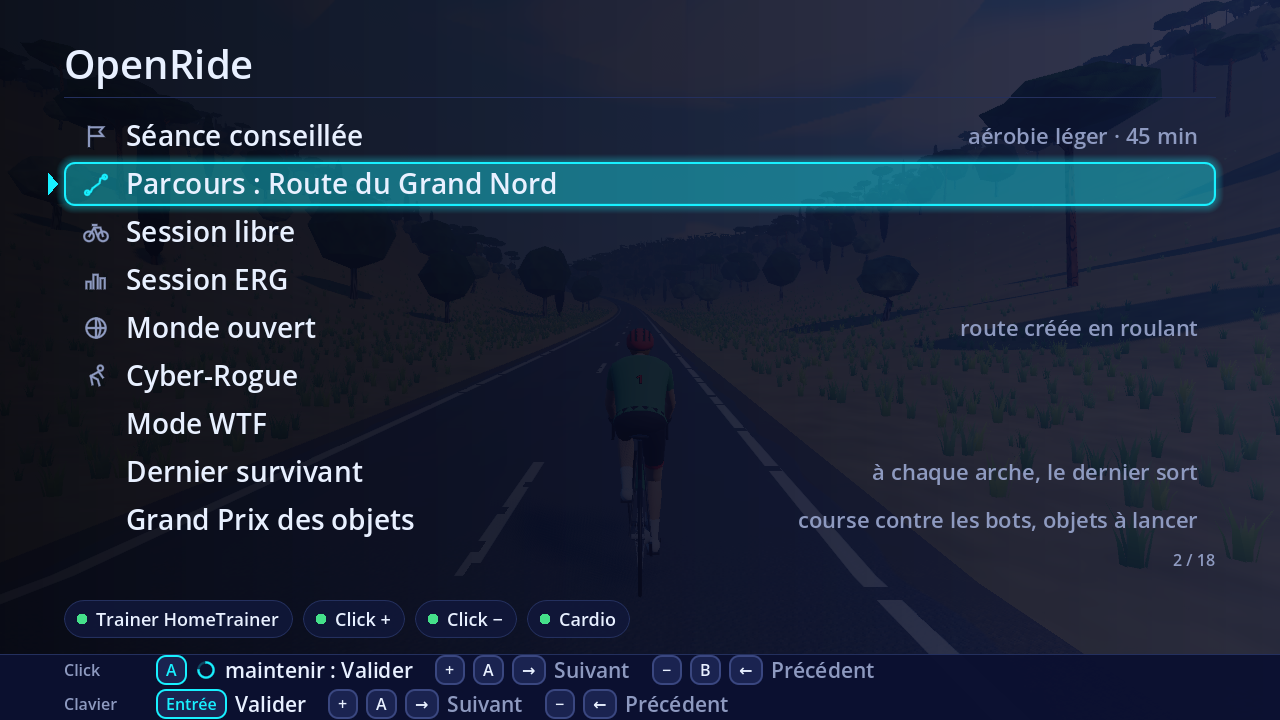 OpenRide
Séance conseillée aérobie léger · 45 min
Parcours : Route du Grand Nord
Session libre
Session ERG
Monde ouvert route créée en roulant
Cyber-Rogue
Mode WTF
Dernier survivant à chaque arche, le dernier sort
Grand Prix des objets course contre les bots, objets à lancer
2 / 18
Trainer HomeTrainer Click + Click − Cardio
Click A maintenir : Valider + A → Suivant − B ← Précédent
Clavier Entrée Valider + A → Suivant − ← Précédent